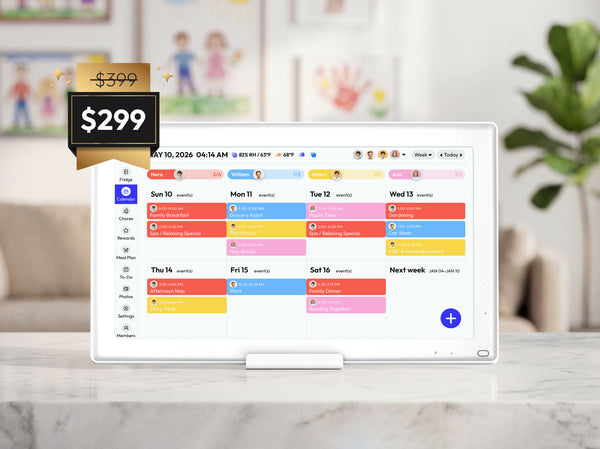 $399
$299
AY 10, 2026 04:14 AM 82% RH / 63°F 68°F Week Today
Nora 2/6 William 1/3 Henry 1/5 Ana 1/3
Fridge
Calendar
Chores
Rewards
Meal Plan
To-Do
Photos
Settings
Members
Sun 10 event(s) Mon 11 event(s) Tue 12 event(s) Wed 13 event(s)
Family Breakfast Grocery Assist Puzzle Time Gardening
Spa / Relaxing Special Play Blocks Spa / Relaxing Special Car Wash
Play Blocks Kids Swimming Lessons
Thu 14 event(s) Fri 15 event(s) Sat 16 event(s) Next week JAN 04-JAN 10
Afternoon Nap Work Family Dinner
Story Time Reading Together
+